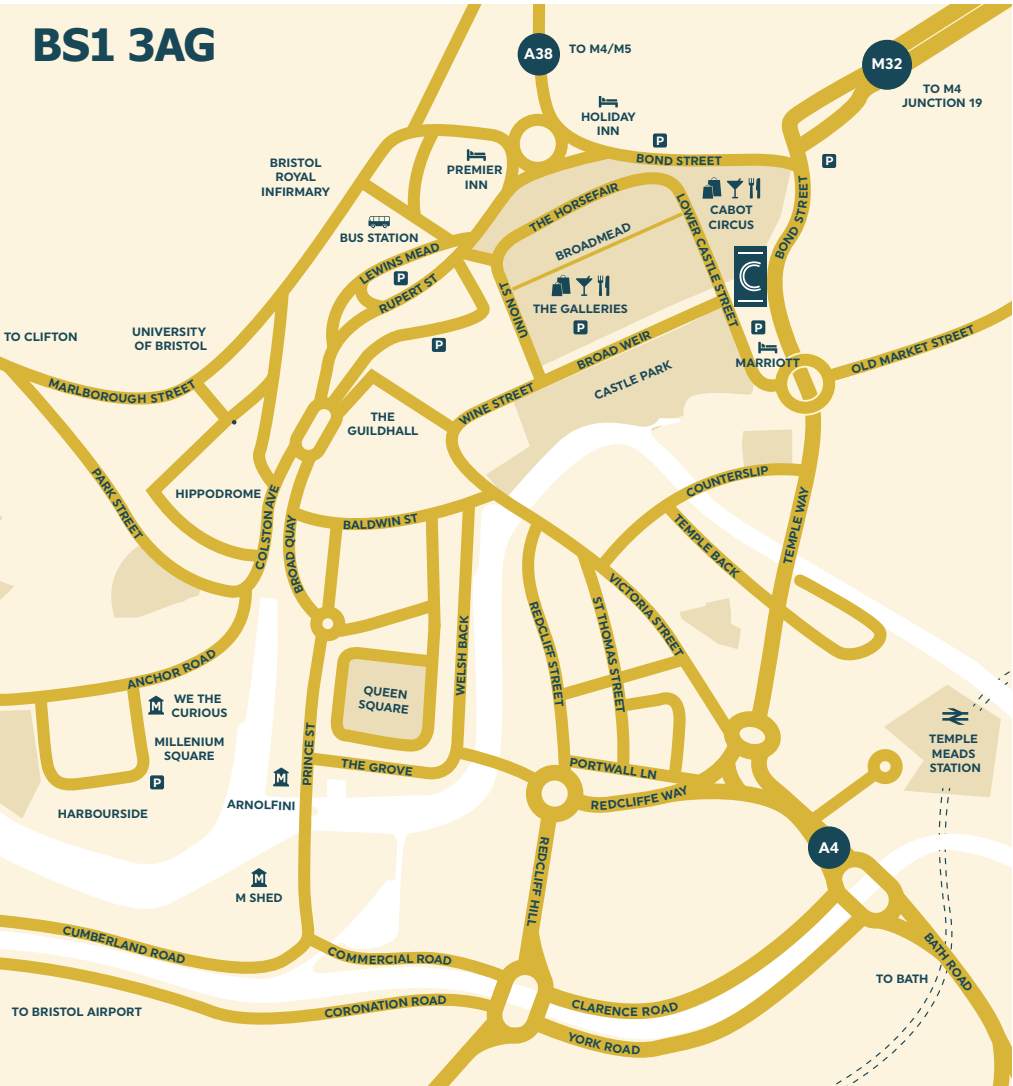 BS1 3AG
A38
TO M4/M5
M32
TO M4
JUNCTION 19
HOLIDAY
INN
P
BOND STREET
P
BRISTOL
ROYAL
INFIRMARY
PREMIER
INN
THE HORSEFAIR
CABOT
CIRCUS
BOND STREET
BUS STATION
LEWINS MEAD
P
RUPERT ST
BROADMEAD
LOWER CASTLE STREET
C
UNION ST
THE GALLERIES
P
P
TO CLIFTON
UNIVERSITY
OF BRISTOL
P
BROAD WEIR
MARRIOTT
OLD MARKET STREET
MARLBOROUGH STREET
CASTLE PARK
WINE STREET
THE
GUILDHALL
PARK STREET
HIPPODROME
COLSTON AVE
BROAD QUAY
BALDWIN ST
COUNTERSLIP
TEMPLE WAY
TEMPLE BACK
REDCLIFF STREET
ST THOMAS STREET
VICTORIA STREET
WELSH BACK
ANCHOR ROAD
QUEEN
SQUARE
M
WE THE
CURIOUS
MILLENIUM
SQUARE
P
HARBOURSIDE
PRINCE ST
THE GROVE
M
ARNOLFINI
PORTWALL LN
REDCLIFFE WAY
TEMPLE
MEADS
STATION
A4
REDCLIFF HILL
M
M SHED
CUMBERLAND ROAD
COMMERCIAL ROAD
BATH ROAD
TO BATH
TO BRISTOL AIRPORT
CORONATION ROAD
CLARENCE ROAD
YORK ROAD